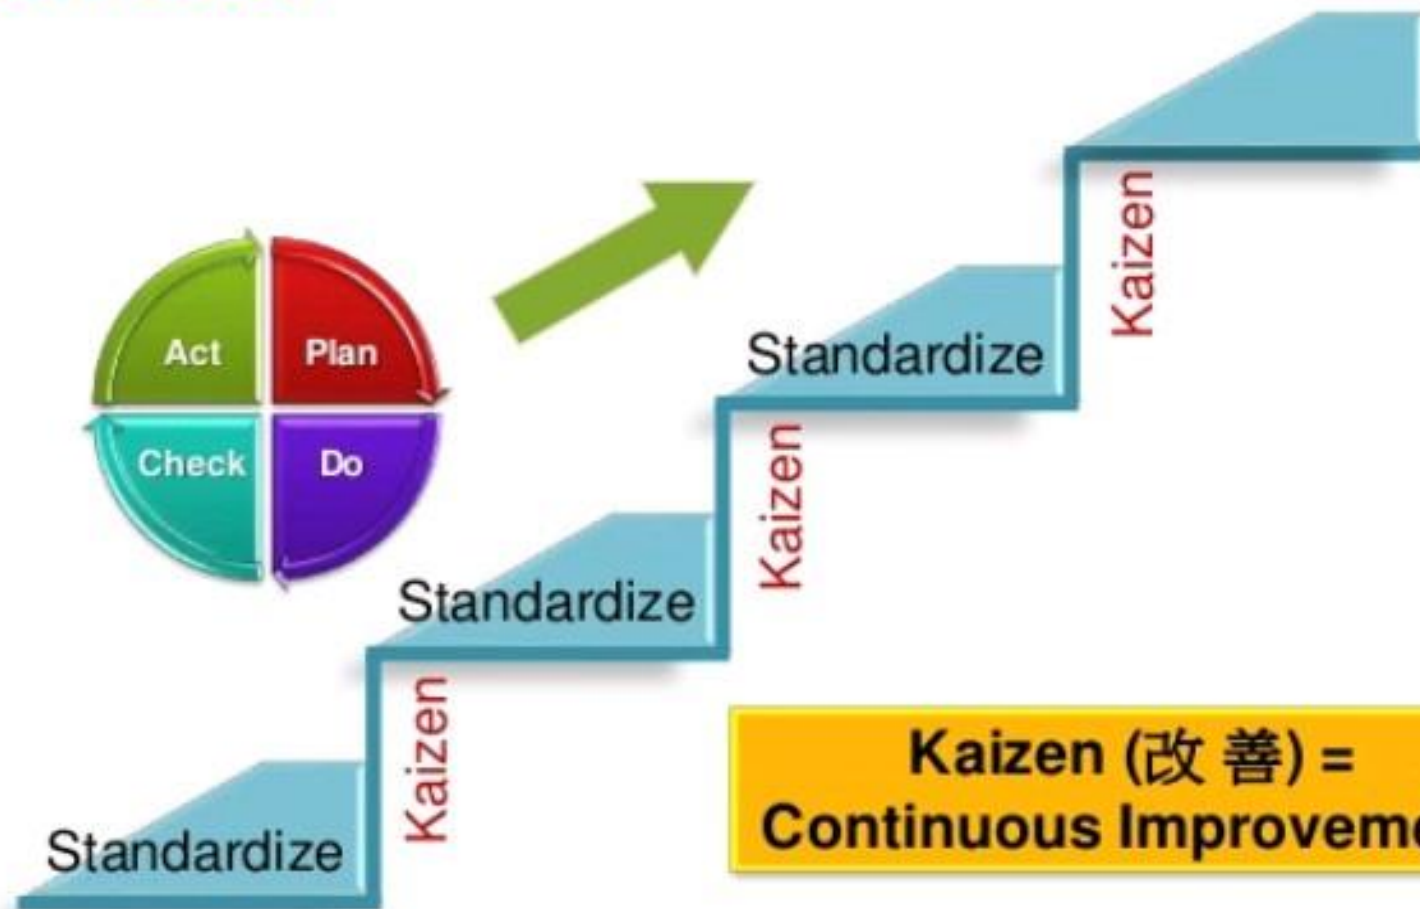 Act
Plan
Check
Do
Kaizen
Standardize
Kaizen
Standardize
Kaizen
Standardize
Kaizen (改 善) =
Continuous